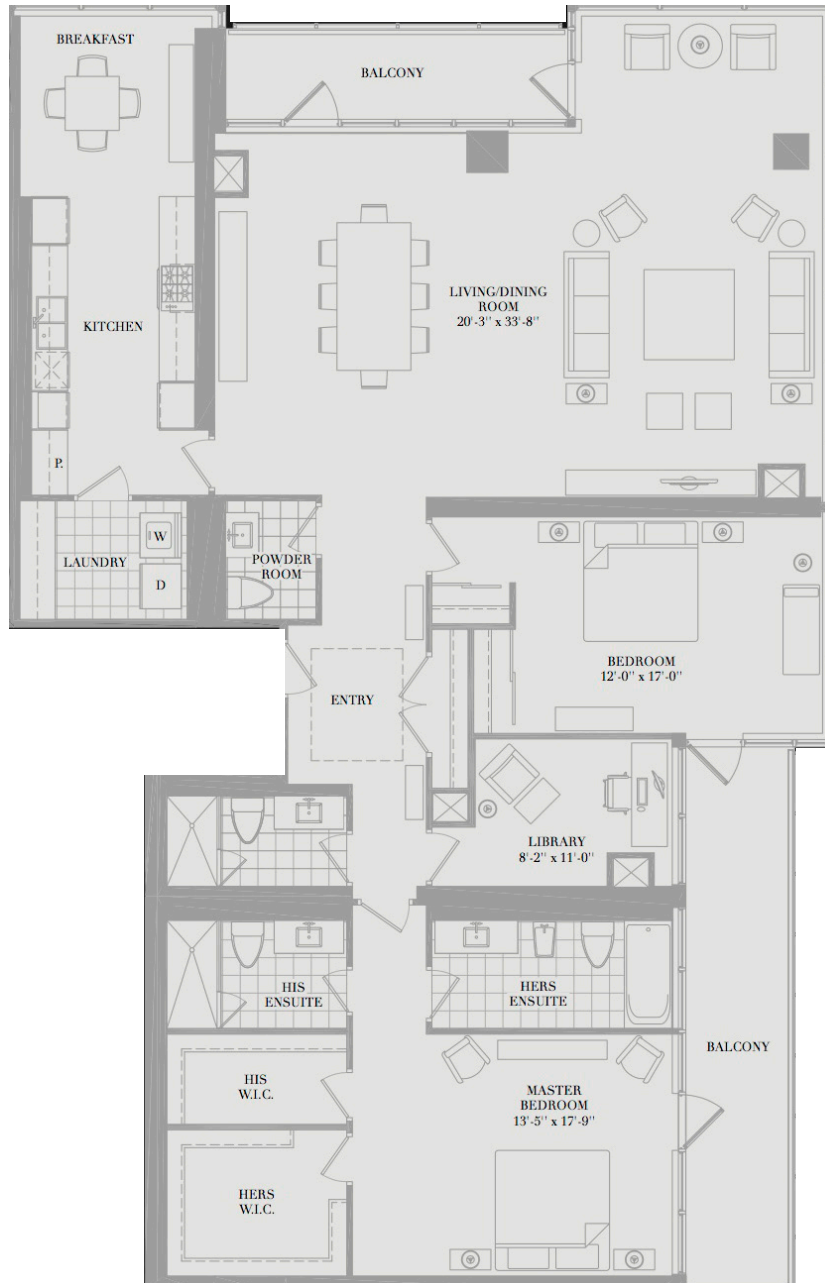 BREAKFAST
BALCONY
LIVING/DINING
ROOM
20'-3'' x 33'-8''
KITCHEN
P.
W
LAUNDRY
D
POWDER
ROOM
BEDROOM
12'-0'' x 17'-0''
ENTRY
LIBRARY
8'-2'' x 11'-0''
HIS
ENSUITE
HERS
ENSUITE
BALCONY
HIS
W.I.C.
MASTER
BEDROOM
13'-5'' x 17'-9''
HERS
W.I.C.